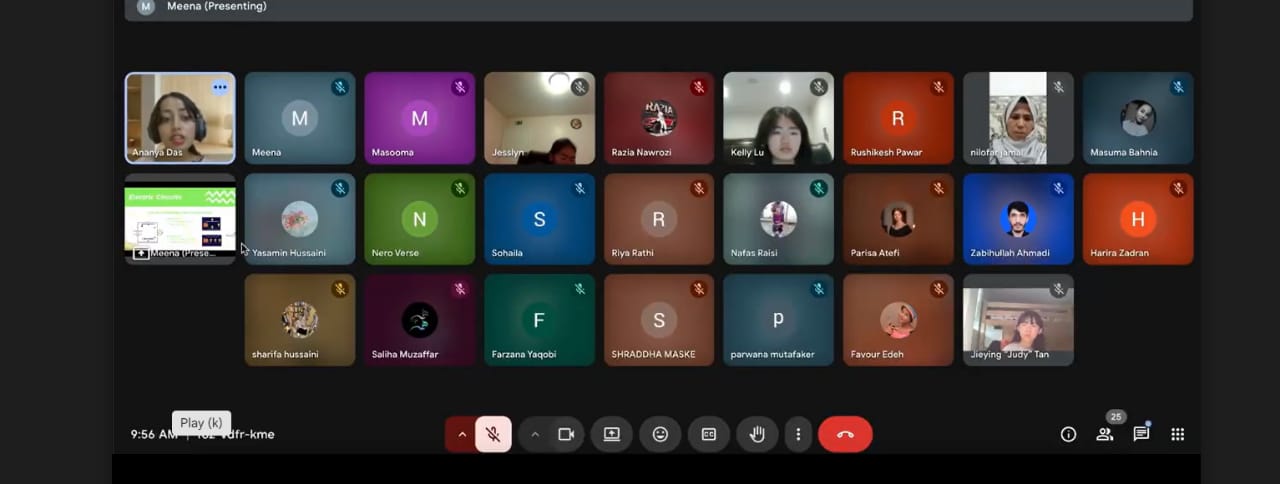 M Meena (Presenting)
Ananya Das
M
Meena
M
Masooma
Jesslyn
RAZIA
Razia Nawrozi
Kelly Lu
R
Rushikesh Pawar
nilofar jamal
Masuma Bahnia
Electric Circuits
Meena (Prese...
Yasamin Hussaini
N
Nero Verse
S
Sohaila
R
Riya Rathi
Nafas Raisi
Parisa Atefi
Zabihullah Ahmadi
H
Harira Zadran
sharifa hussaini
Saliha Muzaffar
F
Farzana Yaqobi
S
SHRADDHA MASKE
p
parwana mutafaker
Favour Edeh
Jieying "Judy" Tan
Play (k)
25
9:56 AM
dfr-kme
CC